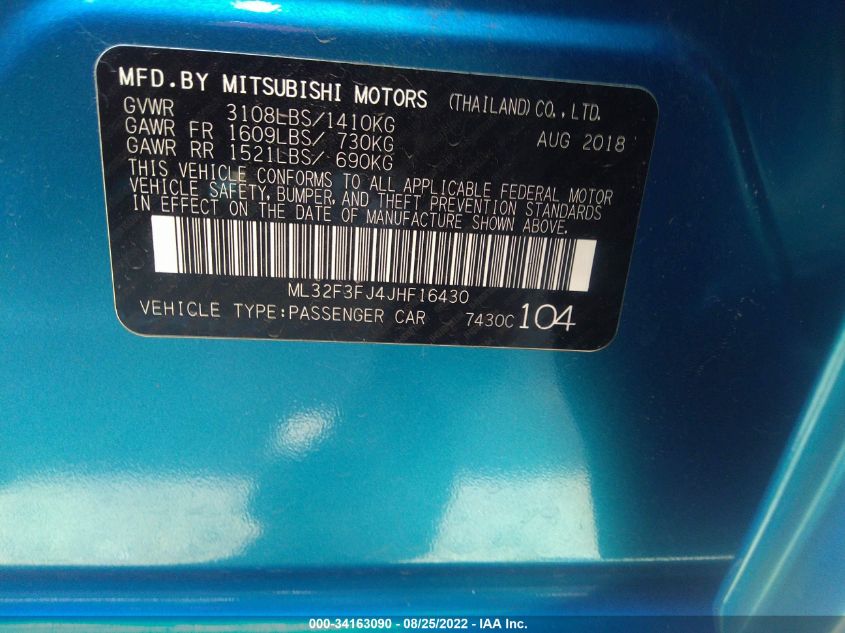 MFD.BY MITSUBISHI MOTORS (THAILAND) CO., LTD.
GVWR 3108LBS/1410KG
AUG 2018
GAWR FR 1609LBS/ 730KG
GAWR RR 1521LBS/ 690KG
THIS VEHICLE CONFORMS TO ALL APPLICABLE FEDERAL MOTOR
VEHICLE SAFETY, BUMPER, AND THEFT PREVENTION STANDARDS
IN EFFECT ON THE DATE OF MANUFACTURE SHOWN ABOVE.
ML32F3FJ4JHF16430
VEHICLE TYPE:PASSENGER CAR 7430C 104
000-34163090 - 08/25/2022 - IAA Inc.